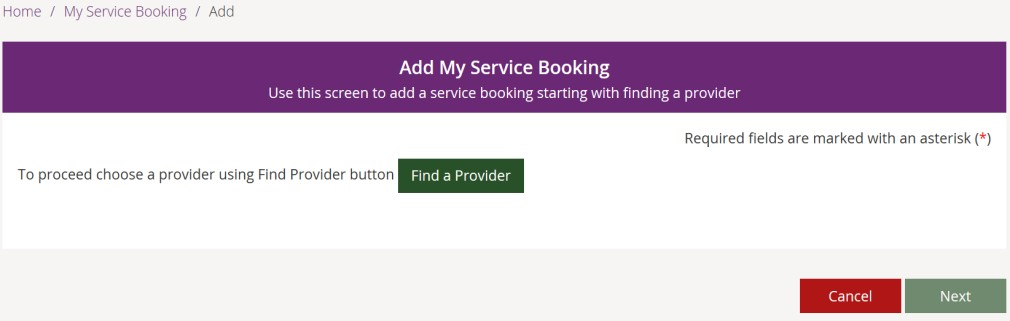 Home / My Service Booking / Add
Add My Service Booking
Use this screen to add a service booking starting with finding a provider
Required fields are marked with an asterisk (*)
To proceed choose a provider using Find Provider button Find a Provider
Cancel Next